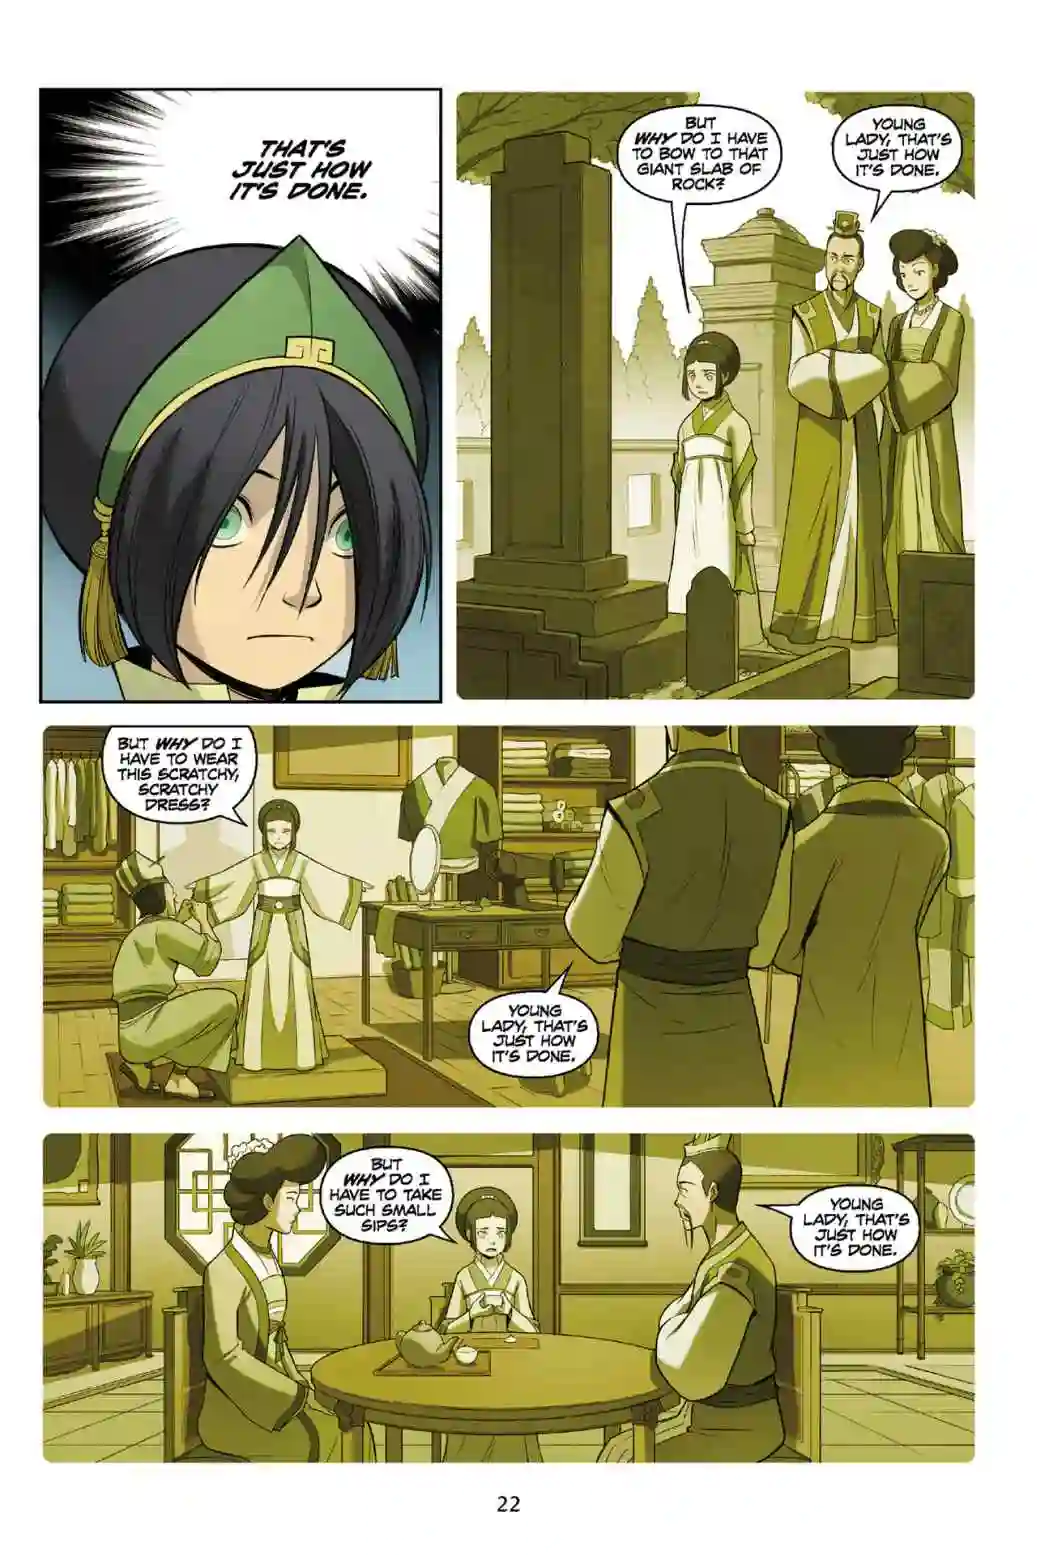 THAT'S
JUST HOW
IT'S DONE.
BUT
WHY DO I HAVE
TO BOW TO THAT
GIANT SLAB OF
ROCK?
YOUNG
LADY, THAT'S
JUST HOW
IT'S DONE.
BUT WHY DO I
HAVE TO WEAR
THIS SCRATCHY,
SCRATCHY
DRESS?
YOUNG
LADY, THAT'S
JUST HOW
IT'S DONE.
BUT
WHY DO I
HAVE TO TAKE
SUCH SMALL
SIPS?
YOUNG
LADY, THAT'S
JUST HOW
IT'S DONE.
22